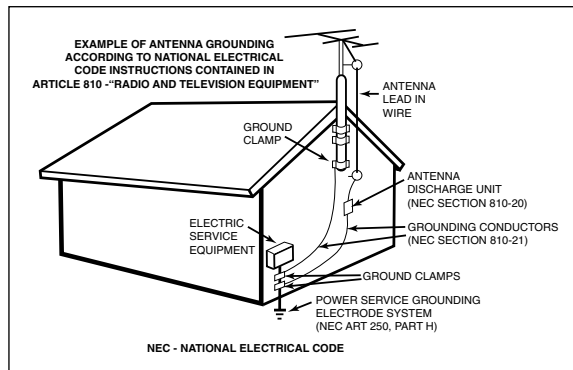 EXAMPLE OF ANTENNA GROUNDING
ACCORDING TO NATIONAL ELECTRICAL
CODE INSTRUCTIONS CONTAINED IN
ARTICLE 810 -“RADIO AND TELEVISION EQUIPMENT”
ANTENNA
LEAD IN
WIRE
GROUND
CLAMP
ANTENNA
DISCHARGE UNIT
(NEC SECTION 810-20)
ELECTRIC
SERVICE
EQUIPMENT
GROUNDING CONDUCTORS
(NEC SECTION 810-21)
GROUND CLAMPS
POWER SERVICE GROUNDING
ELECTRODE SYSTEM
(NEC ART 250, PART H)
NEC - NATIONAL ELECTRICAL CODE